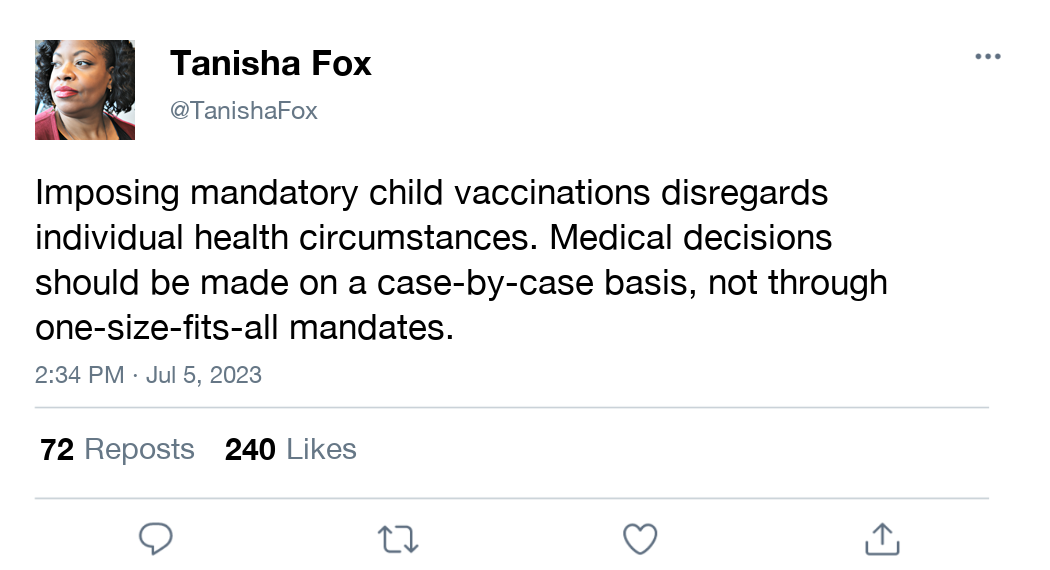 Tanisha Fox
@TanishaFox
Imposing mandatory child vaccinations disregards
individual health circumstances. Medical decisions
should be made on a case-by-case basis, not through
one-size-fits-all mandates.
2:34 PM · Jul 5, 2023
72 Reposts 240 Likes